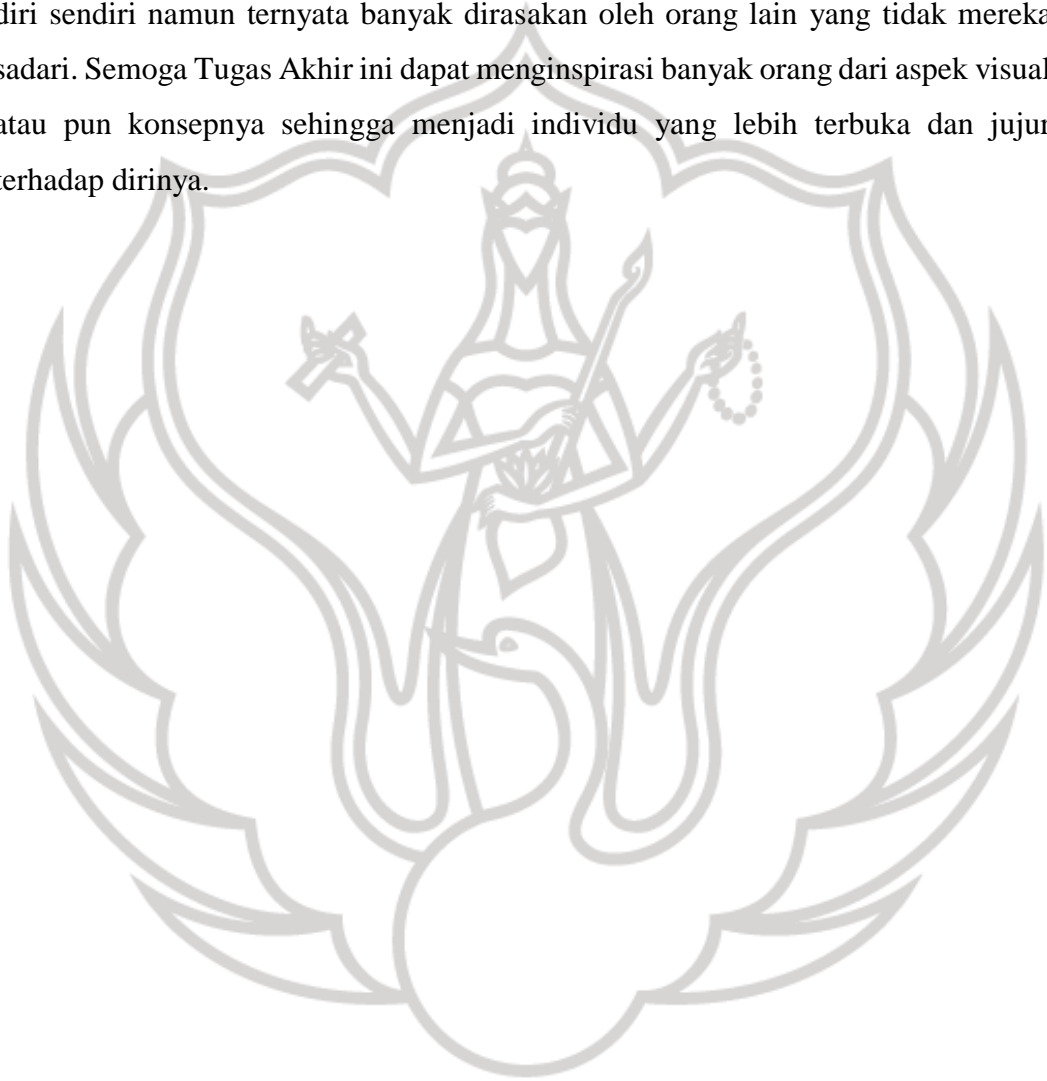 diri sendiri namun ternyata banyak dirasakan oleh orang lain yang tidak mereka
sadari. Semoga Tugas Akhir ini dapat menginspirasi banyak orang dari aspek visual
atau pun konsepnya sehingga menjadi individu yang lebih terbuka dan jujur
terhadap dirinya.